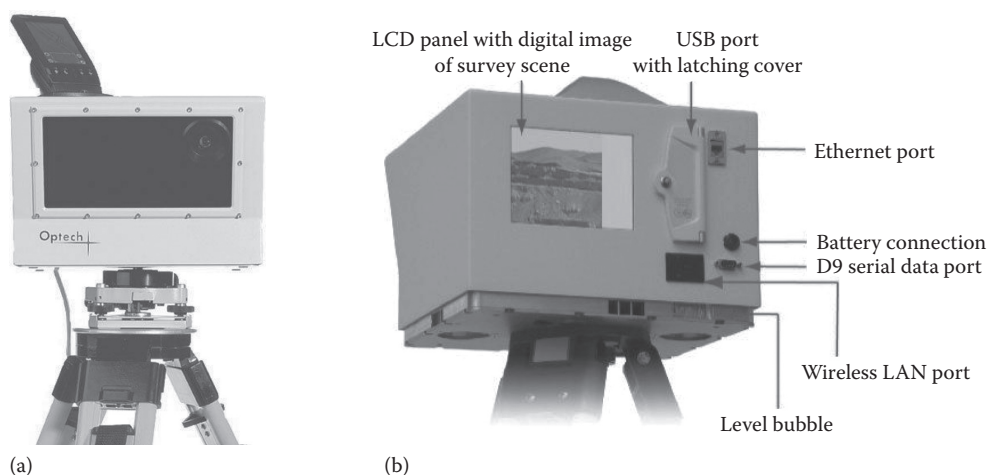 LCD panel with digital image
of survey scene
USB port
with latching cover
Ethernet port
Optech
Battery connection
D9 serial data port
Wireless LAN port
Level bubble
(a)
(b)